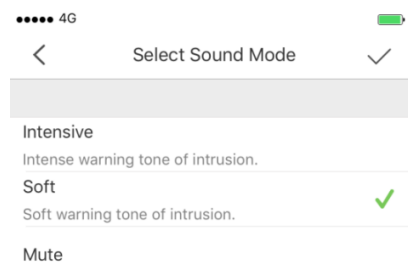 4G
Select Sound Mode
Intensive
Intense warning tone of intrusion.
Soft
Soft warning tone of intrusion.
Mute